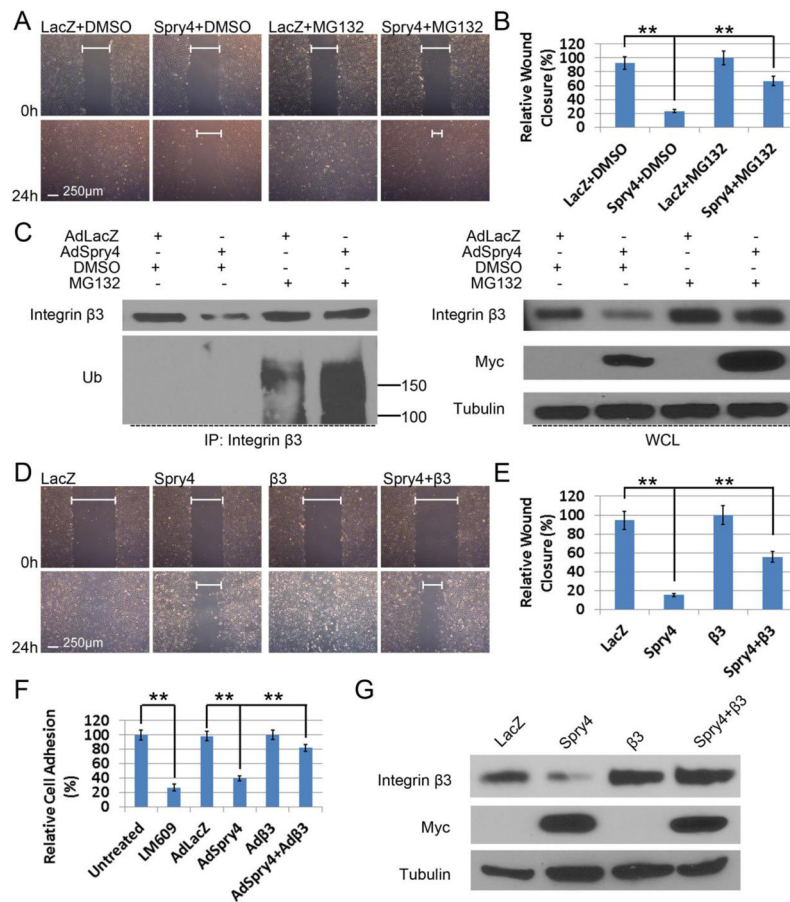 A
LacZ+DMSO Spry4+DMSO LacZ+MG132 Spry4+MG132
0h
24h
250μm
B
Relative Wound Closure (%)
120
100
80
60
40
20
0
** **
LacZ+DMSO
Spry4+DMSO
LacZ+MG132
Spry4+MG132
C
AdLacZ + - + -
AdSpry4 - + - +
DMSO + + - -
MG132 - - + +
Integrin β3
Ub
150
100
IP: Integrin β3
AdLacZ + - + -
AdSpry4 - + - +
DMSO + + - -
MG132 - - + +
Integrin β3
Myc
Tubulin
WCL
D
LacZ Spry4 β3 Spry4+β3
0h
24h
250μm
E
Relative Wound Closure (%)
120
100
80
60
40
20
0
** **
LacZ
Spry4
β3
Spry4+β3
F
Relative Cell Adhesion (%)
120
100
80
60
40
20
0
** ** **
Untreated
LM609
AdLacZ
AdSpry4
Adβ3
AdSpry4+Adβ3
G
LacZ Spry4 β3 Spry4+β3
Integrin β3
Myc
Tubulin